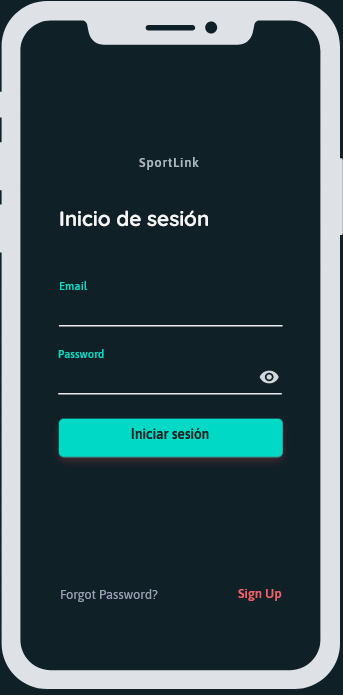 SportLink
Inicio de sesión
Email
Password
Iniciar sesión
Forgot Password? Sign Up